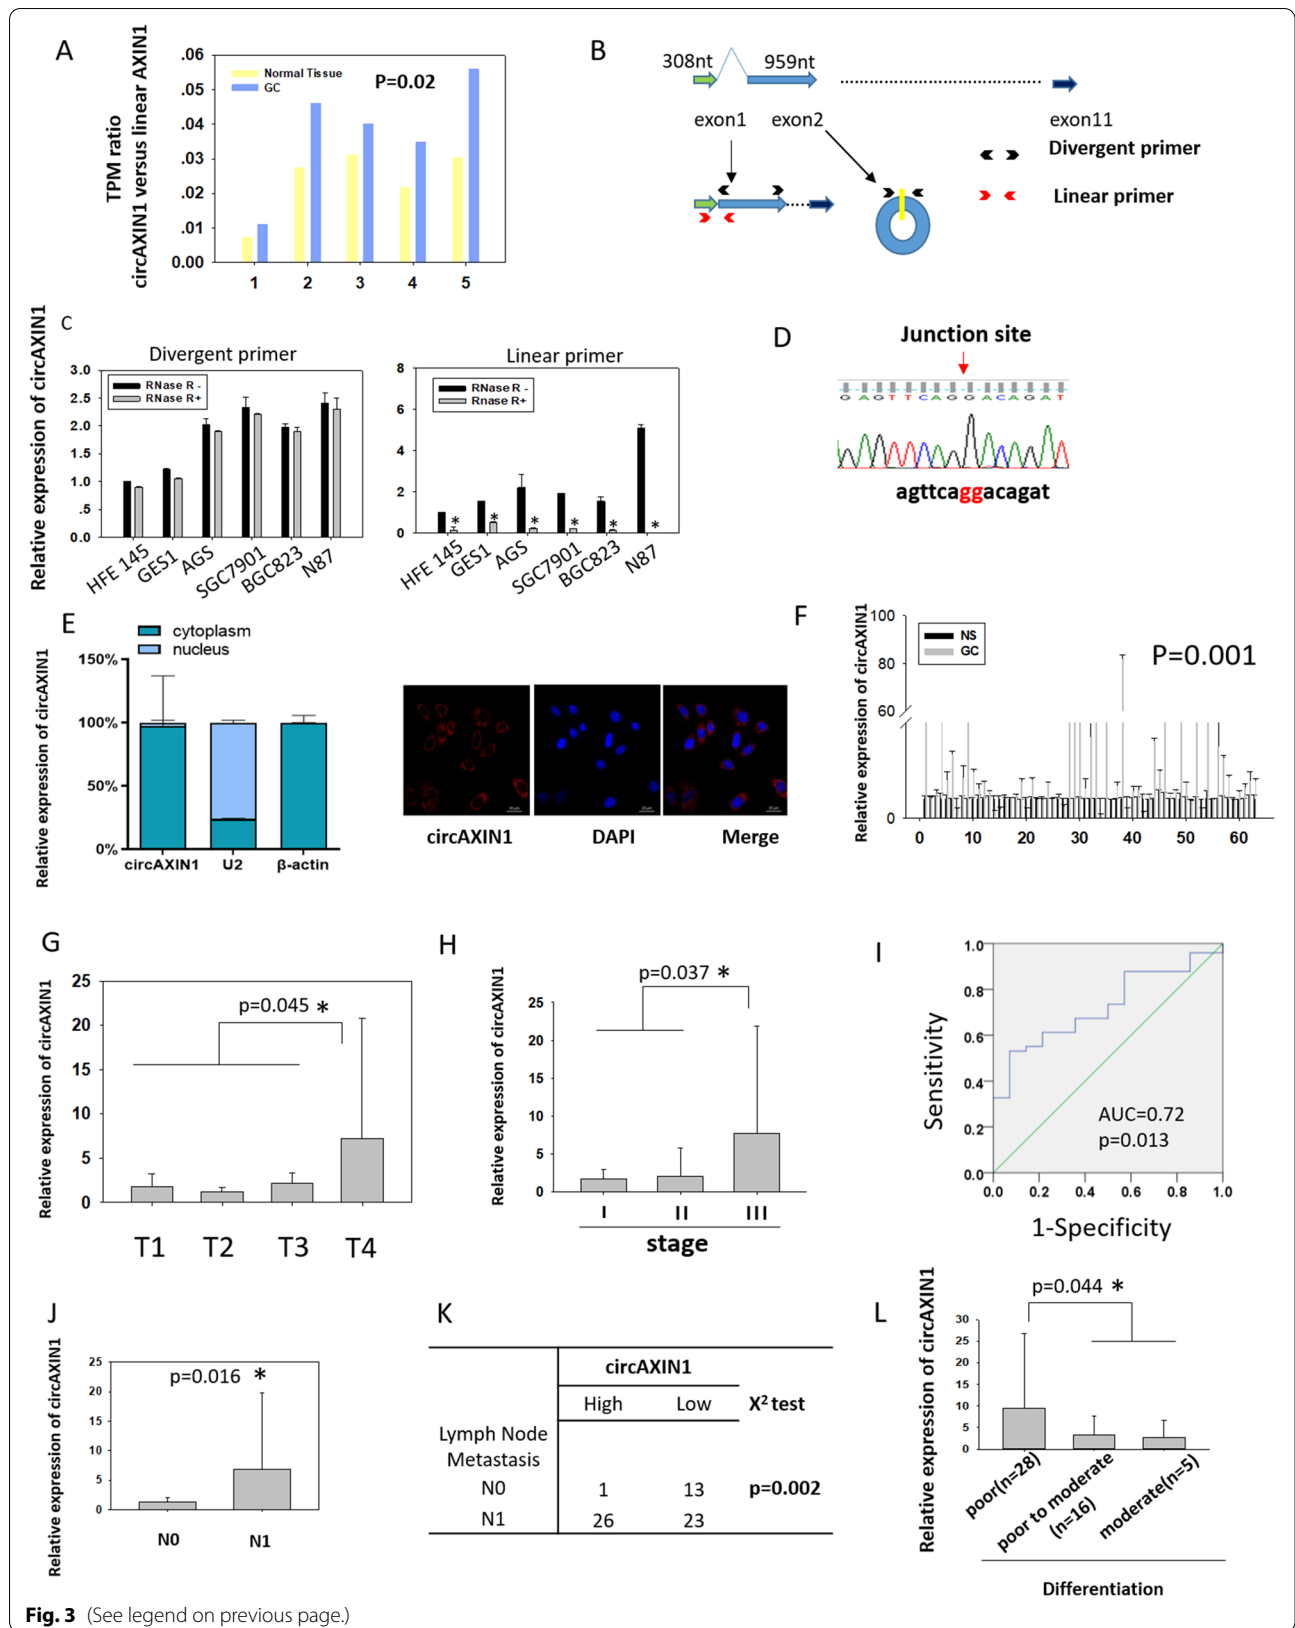 A
TPM ratio
circAXIN1 versus linear AXIN1
.06
.05
.04
.03
.02
.01
0.00
Normal Tissue
GC
P=0.02
1 2 3 4 5
B
308nt 959nt
exon1 exon2 exon11
Divergent primer
Linear primer
C
Relative expression of circAXIN1
Divergent primer
3.0
2.5
2.0
1.5
1.0
.5
0.0
RNase R -
RNase R+
HFE 145 GES1 AGS SGC7901 BGC823 N87
Linear primer
8
6
4
2
0
RNase R -
Rnase R+
* * * * * *
HFE 145 GES1 AGS SGC7901 BGC823 N87
D
Junction site
G A G T T C A G G A C A G A T
agttcaggacagat
E
Relative expression of circAXIN1
cytoplasm
nucleus
150%
100%
50%
0%
circAXIN1 U2 β-actin
circAXIN1 DAPI Merge
F
Relative expression of circAXIN1
100
80
60
0
NS
GC
P=0.001
0 10 20 30 40 50 60
G
Relative expression of circAXIN1
25
20
15
10
5
0
p=0.045 *
T1 T2 T3 T4
H
Relative expression of circAXIN1
25
20
15
10
5
0
p=0.037 *
I II III
stage
I
Sensitivity
1.0
0.8
0.6
0.4
0.2
0.0
AUC=0.72
p=0.013
0.0 0.2 0.4 0.6 0.8 1.0
1-Specificity
J
Relative expression of circAXIN1
25
20
15
10
5
0
p=0.016 *
N0 N1
K
circAXIN1
High Low X² test
Lymph Node
Metastasis
N0 1 13 p=0.002
N1 26 23
L
Relative expression of circAXIN1
p=0.044 *
30
25
20
15
10
5
0
poor(n=28)
poor to moderate
(n=16)
moderate(n=5)
Differentiation
Fig. 3 (See legend on previous page.)